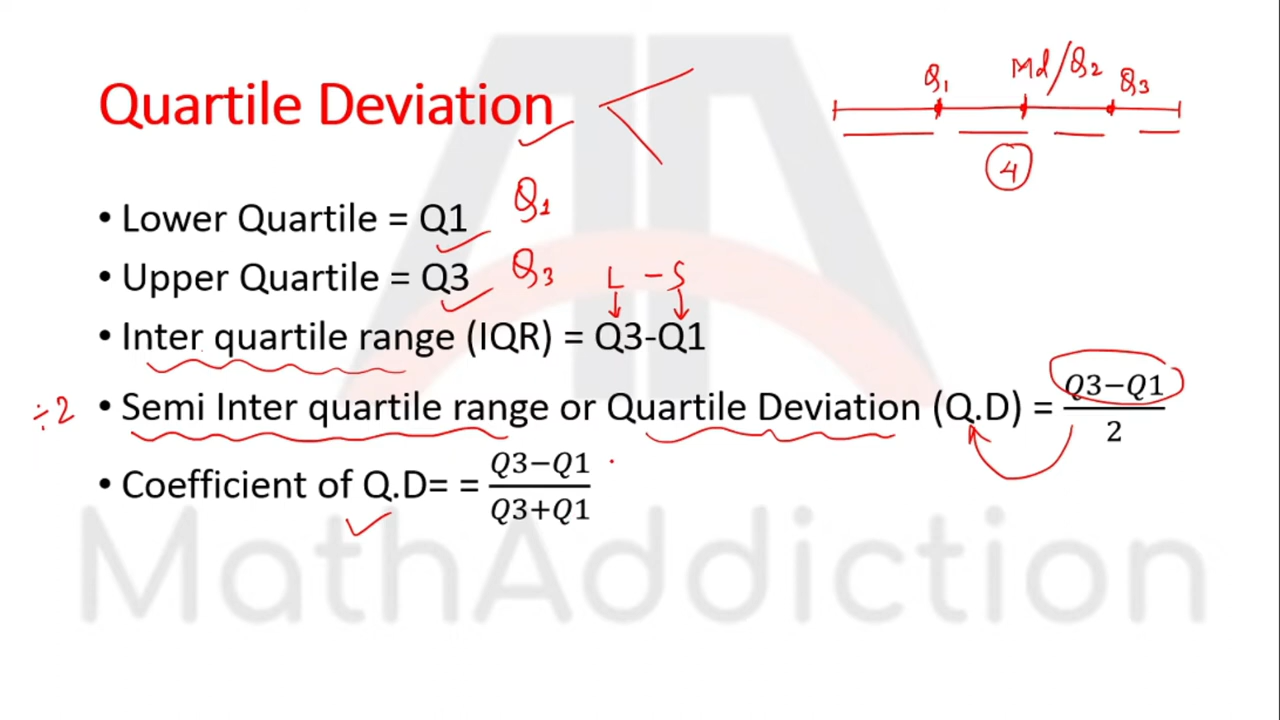 Quartile Deviation
Q1 Md/Q2 Q3
4
• Lower Quartile = Q1 Q1
• Upper Quartile = Q3 Q3
L - S
• Inter quartile range (IQR) = Q3-Q1
÷2 • Semi Inter quartile range or Quartile Deviation (Q.D) = Q3−Q1 / 2
• Coefficient of Q.D= = Q3−Q1 / Q3+Q1
MathAddiction